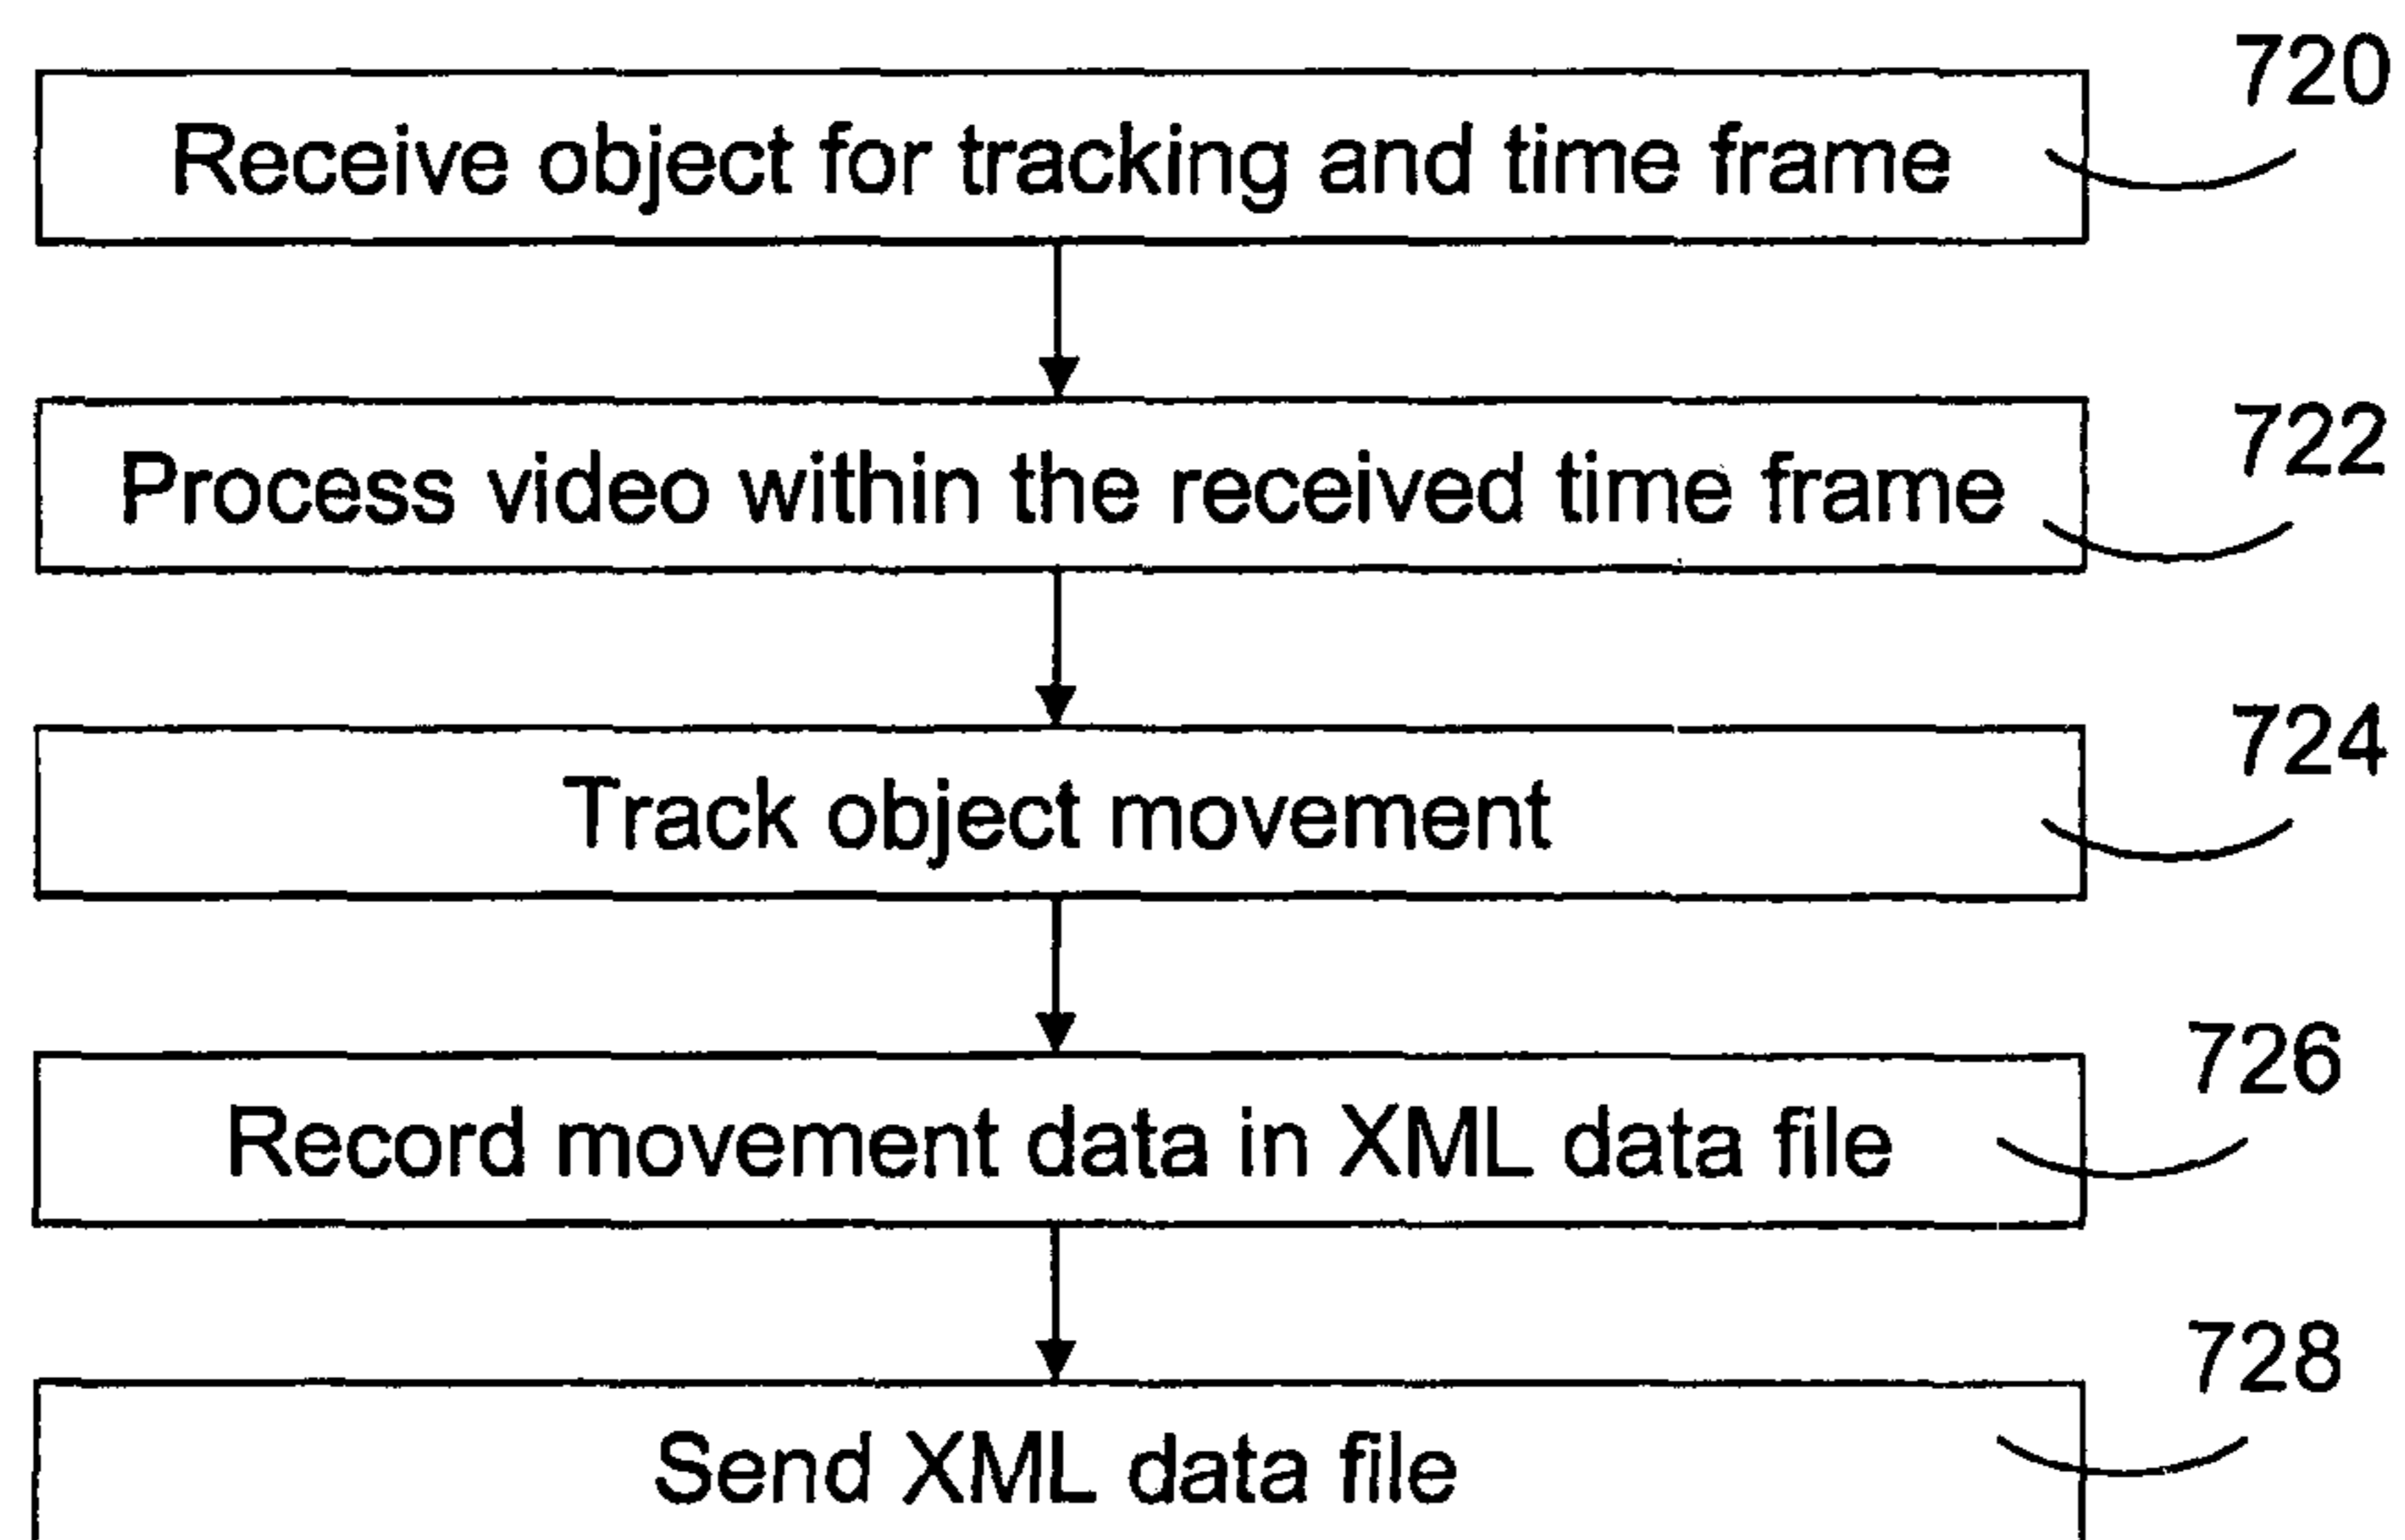 720
Receive object for tracking and time frame
722
Process video within the received time frame
724
Track object movement
726
Record movement data in XML data file
728
Send XML data file